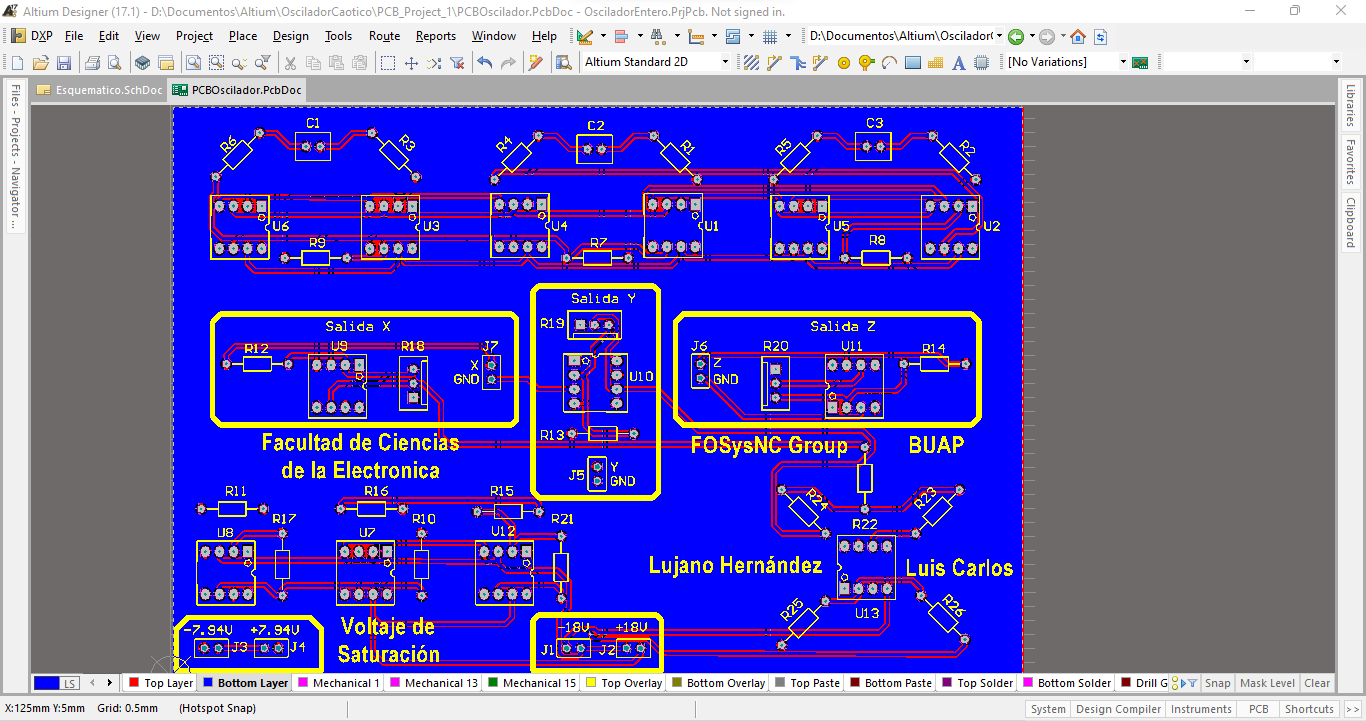 Altium Designer (17.1) - D:\Documentos\Altium\OsciladorCaotico\PCB_Project_1\PCBOscilador.PcbDoc - OsciladorEntero.PrjPcb. Not signed in.
DXP File Edit View Project Place Design Tools Route Reports Window Help D:\Documentos\Altium\Oscilador(
Altium Standard 2D [No Variations]
Esquematico.SchDoc PCBOscilador.PcbDoc
Files - Projects - Navigator ...
Libraries
Favorites
Clipboard
C1 C2 C3
R6 R3 R4 R1 R5 R2
U6 U3 U4 U1 U5 U2
R9 R7 R8
Salida Y
R19
Salida X Salida Z
R12 U9 R18 J7 J6 R20 U11 R14
X Z
GND U10 GND
R13
Facultad de Ciencias FOSysNC Group BUAP
de la Electronica
J5 Y
GND
R11 R16 R15 R24 R23
R17 R10 R21 R22
U8 U7 U12
Lujano Hernández Luis Carlos
R25 U13 R26
-7.94V +7.94V Voltaje de -18V +18V
J3 J4 Saturación J1 J2
LS Top Layer Bottom Layer Mechanical 1 Mechanical 13 Mechanical 15 Top Overlay Bottom Overlay Top Paste Bottom Paste Top Solder Bottom Solder Drill G Snap Mask Level Clear
X:125mm Y:5mm Grid: 0.5mm (Hotspot Snap) System Design Compiler Instruments PCB Shortcuts >>